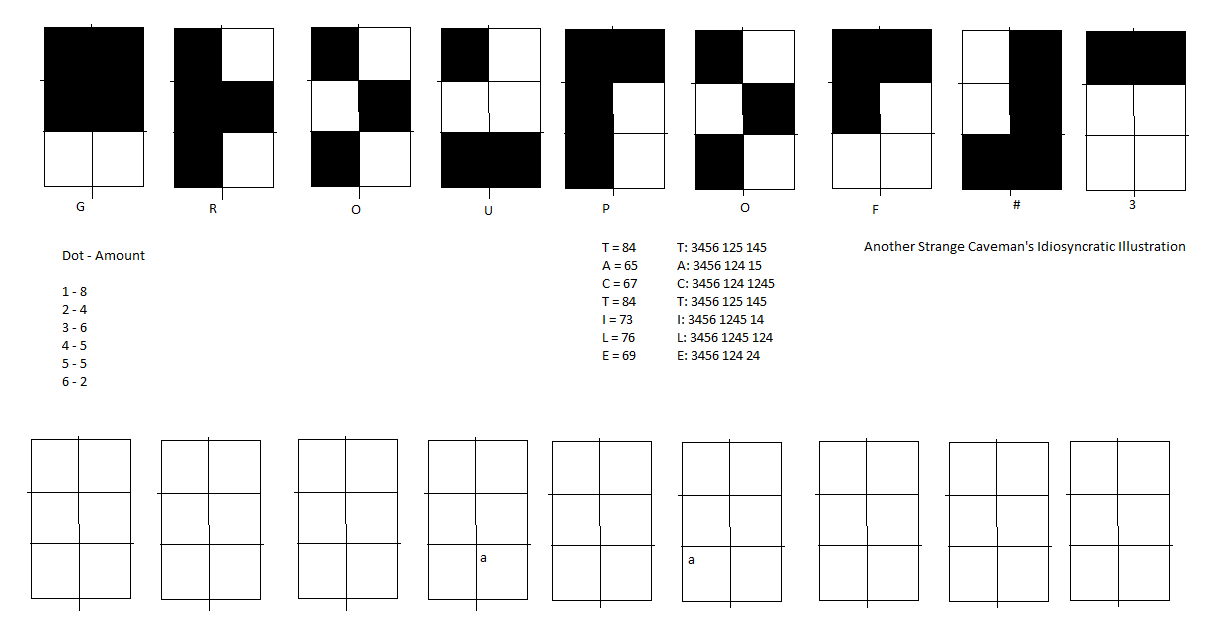 G R O U P O F # 3
Dot - Amount
1 - 8
2 - 4
3 - 6
4 - 5
5 - 5
6 - 2
T = 84 T: 3456 125 145
A = 65 A: 3456 124 15
C = 67 C: 3456 124 1245
T = 84 T: 3456 125 145
I = 73 I: 3456 1245 14
L = 76 L: 3456 1245 124
E = 69 E: 3456 124 24
Another Strange Caveman's Idiosyncratic Illustration
a a